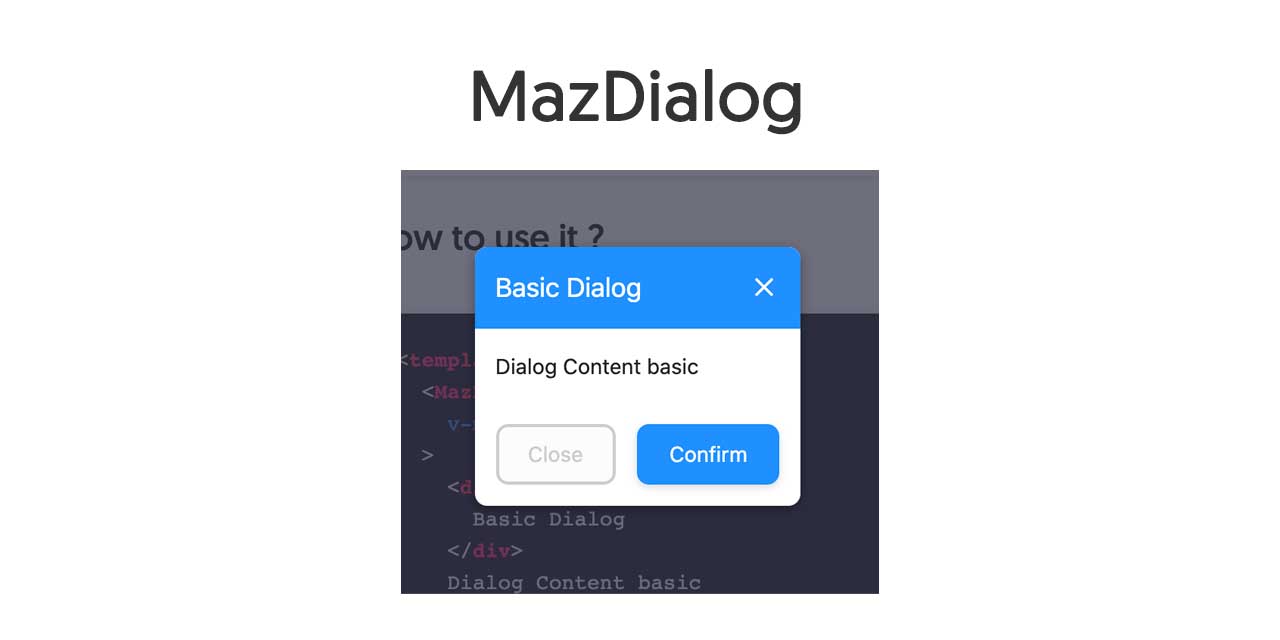 MazDialog
ow to use it ?
Basic Dialog
Dialog Content basic
Close
Confirm
<templ
<Maz
v-
>
<d
Basic Dialog
</div>
Dialog Content basic